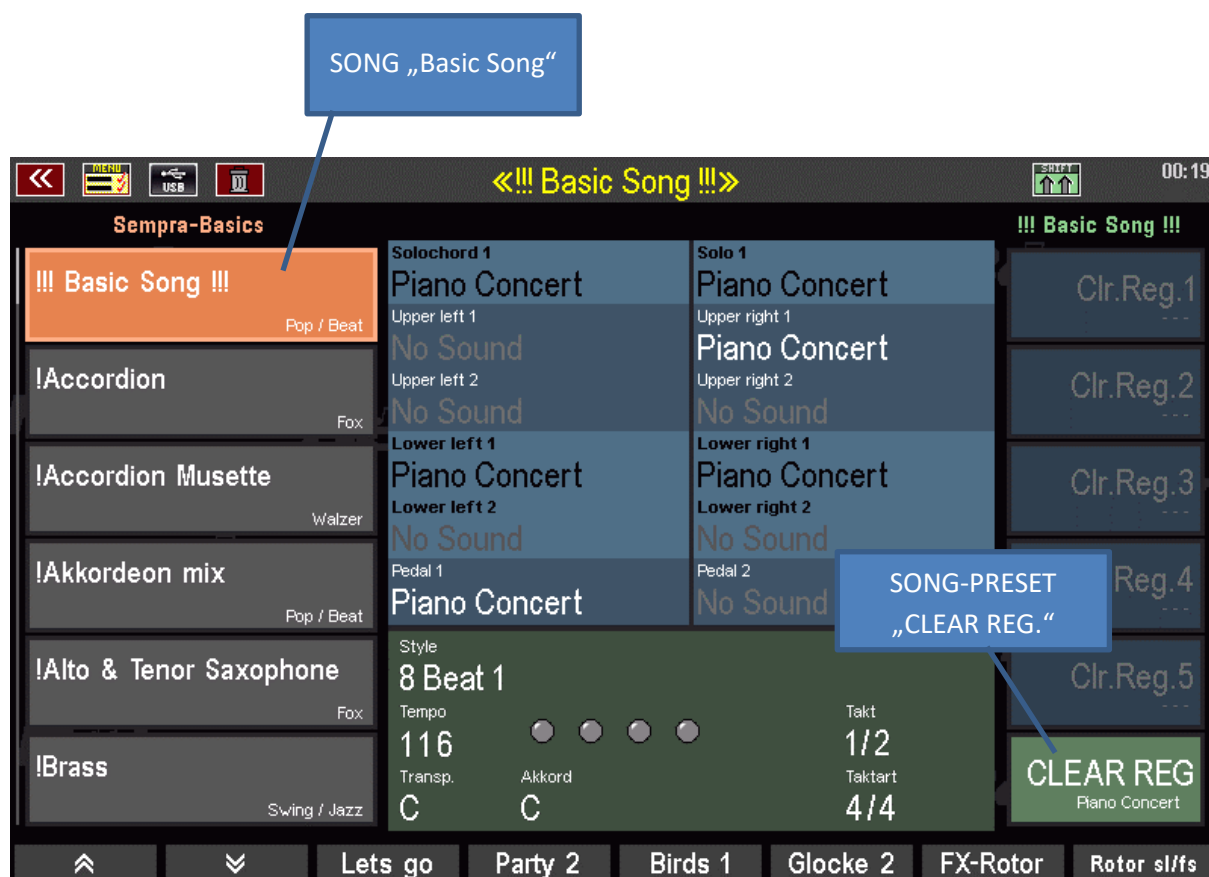 SONG „Basic Song“
MENU
USB
«!!! Basic Song !!!»
SHIFT
00:19
Sempra-Basics
!!! Basic Song !!!
!!! Basic Song !!!
Pop / Beat
!Accordion
Fox
!Accordion Musette
Walzer
!Akkordeon mix
Pop / Beat
!Alto & Tenor Saxophone
Fox
!Brass
Swing / Jazz
Solochord 1
Piano Concert
Solo 1
Piano Concert
Upper left 1
No Sound
Upper right 1
Piano Concert
Upper left 2
No Sound
Upper right 2
No Sound
Lower left 1
Piano Concert
Lower right 1
Piano Concert
Lower left 2
No Sound
Lower right 2
No Sound
Pedal 1
Piano Concert
Pedal 2
No Sound
Style
8 Beat 1
Tempo
116
Takt
1/2
Transp.
C
Akkord
C
Taktart
4/4
Clr.Reg.1
---
Clr.Reg.2
---
Clr.Reg.3
---
Reg.4
---
SONG-PRESET
„CLEAR REG.“
Clr.Reg.5
---
CLEAR REG
Piano Concert
Lets go
Party 2
Birds 1
Glocke 2
FX-Rotor
Rotor sl/fs